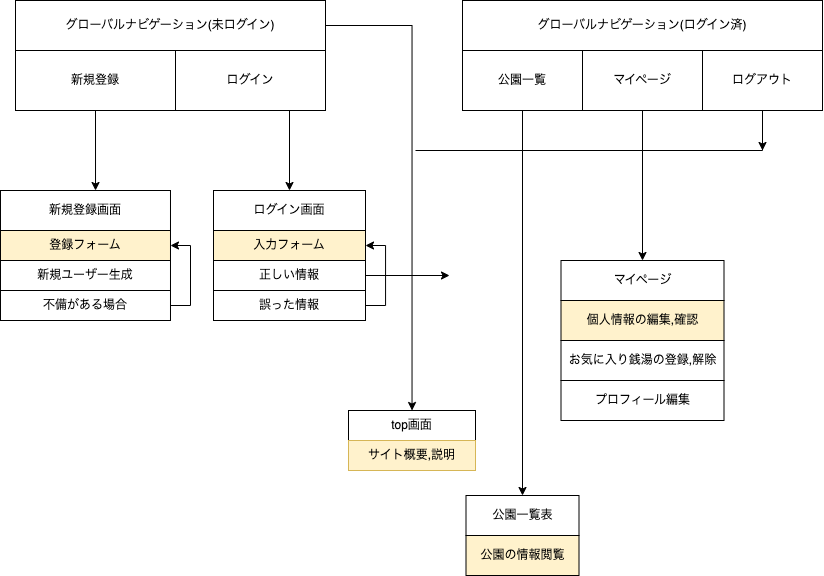 グローバルナビゲーション(未ログイン)
新規登録
ログイン
グローバルナビゲーション(ログイン済)
公園一覧
マイページ
ログアウト
新規登録画面
登録フォーム
新規ユーザー生成
不備がある場合
ログイン画面
入力フォーム
正しい情報
誤った情報
マイページ
個人情報の編集,確認
お気に入り銭湯の登録,解除
プロフィール編集
top画面
サイト概要,説明
公園一覧表
公園の情報閲覧